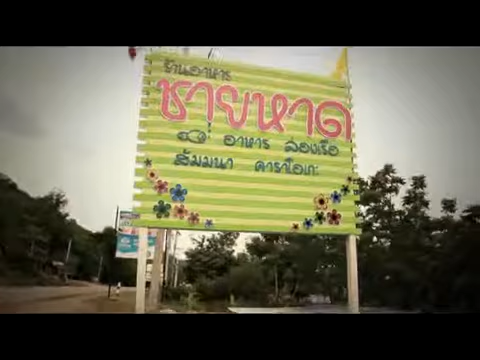 ร้านอาหาร
ชายหาด
อาหาร ล่องเรือ
สัมมนา คาราโอเกะ